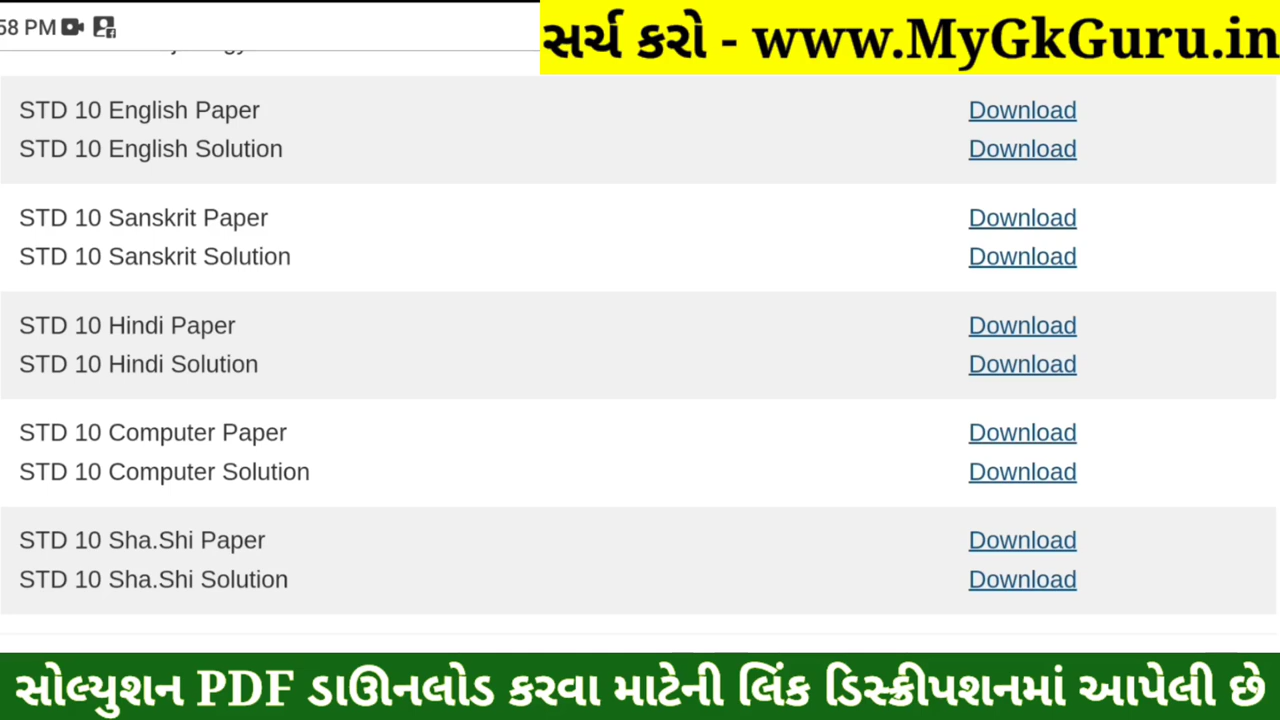 58 PM
સર્ચ કરો - www.MyGkGuru.in
STD 10 English Paper Download
STD 10 English Solution Download
STD 10 Sanskrit Paper Download
STD 10 Sanskrit Solution Download
STD 10 Hindi Paper Download
STD 10 Hindi Solution Download
STD 10 Computer Paper Download
STD 10 Computer Solution Download
STD 10 Sha.Shi Paper Download
STD 10 Sha.Shi Solution Download
સોલ્યુશન PDF ડાઊનલોડ કરવા માટેની લિંક ડિસ્ક્રીપશનમાં આપેલી છે